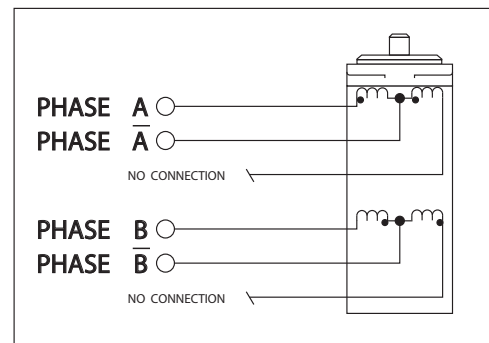 PHASE A
PHASE A̅
NO CONNECTION
PHASE B
PHASE B̅
NO CONNECTION